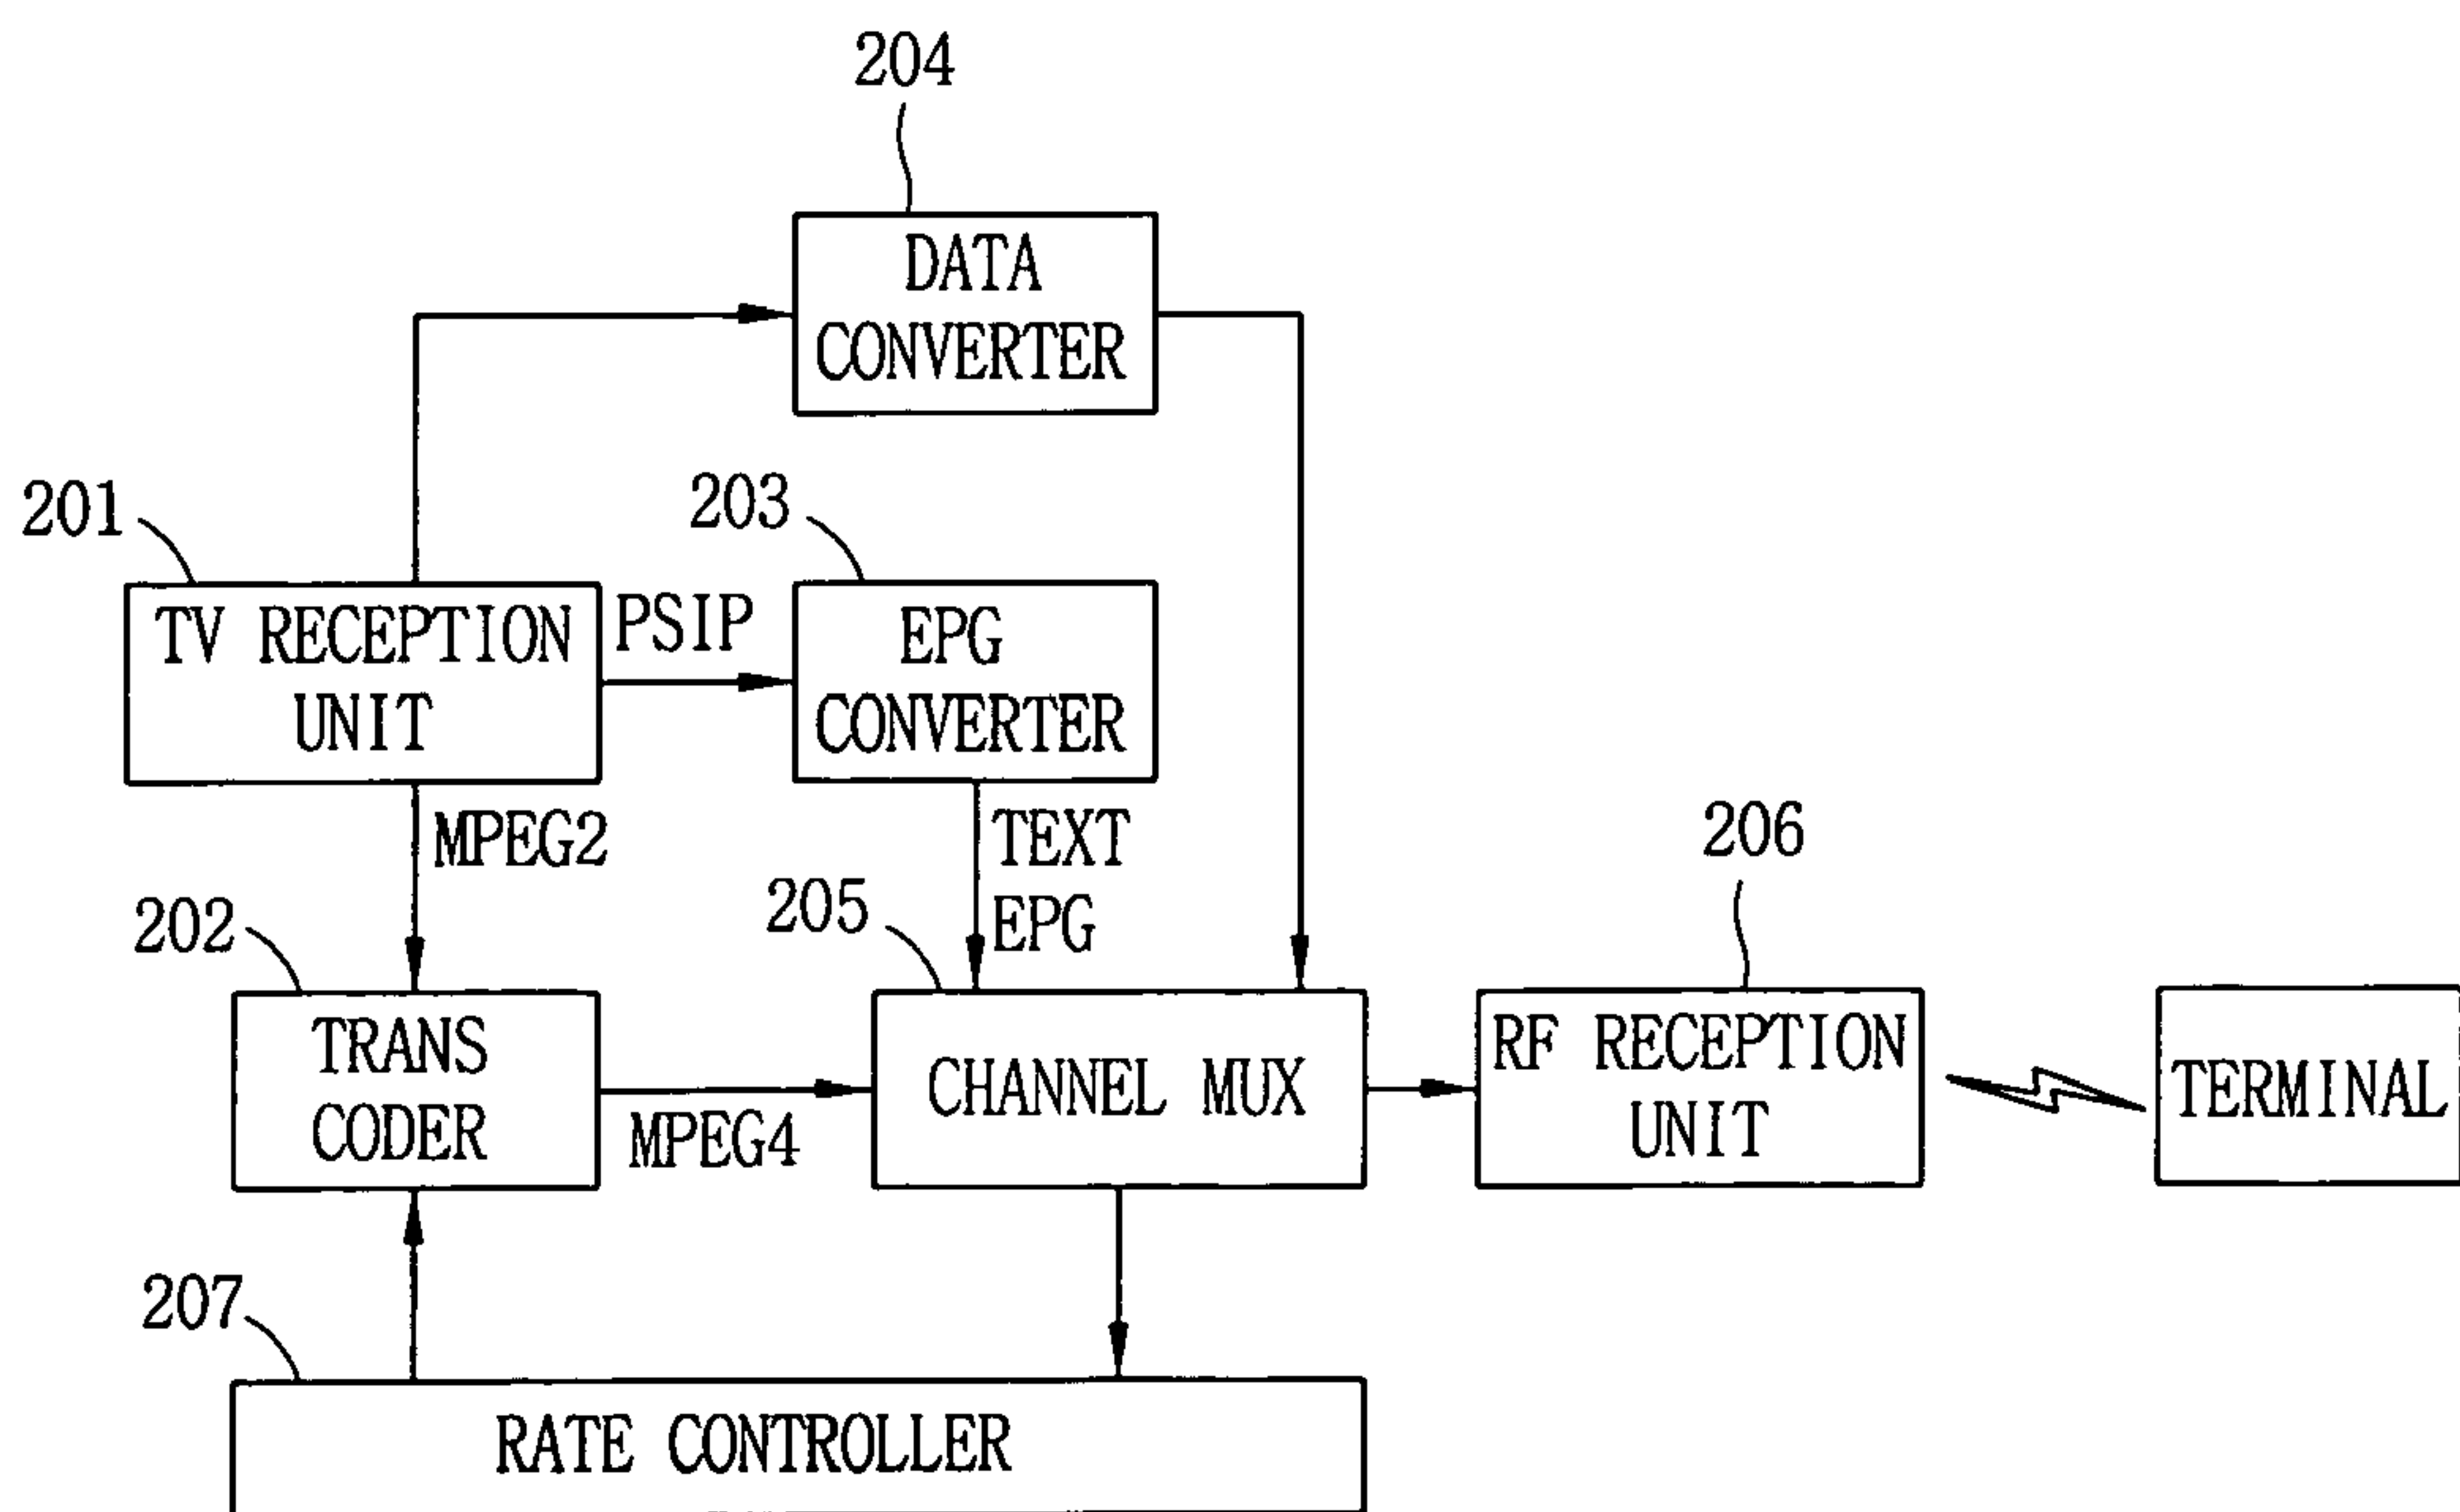 204
DATA
CONVERTER
201
203
TV RECEPTION
UNIT
PSIP
EPG
CONVERTER
MPEG2
TEXT
EPG
202
205
206
TRANS
CODER
MPEG4
CHANNEL MUX
RF RECEPTION
UNIT
TERMINAL
207
RATE CONTROLLER